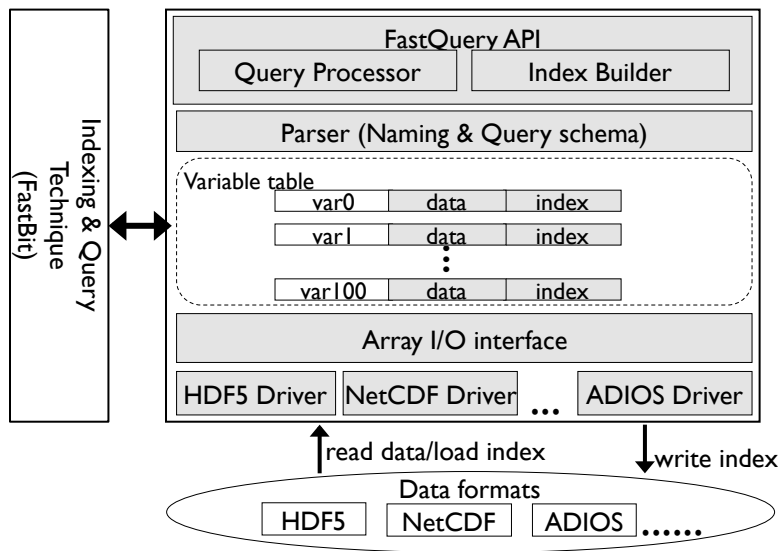 FastQuery API
Query Processor
Index Builder
Indexing & Query
Technique
(FastBit)
Parser (Naming & Query schema)
Variable table
var0 data index
var1 data index
⋮
var100 data index
Array I/O interface
HDF5 Driver
NetCDF Driver
...
ADIOS Driver
read data/load index
write index
Data formats
HDF5
NetCDF
ADIOS
......